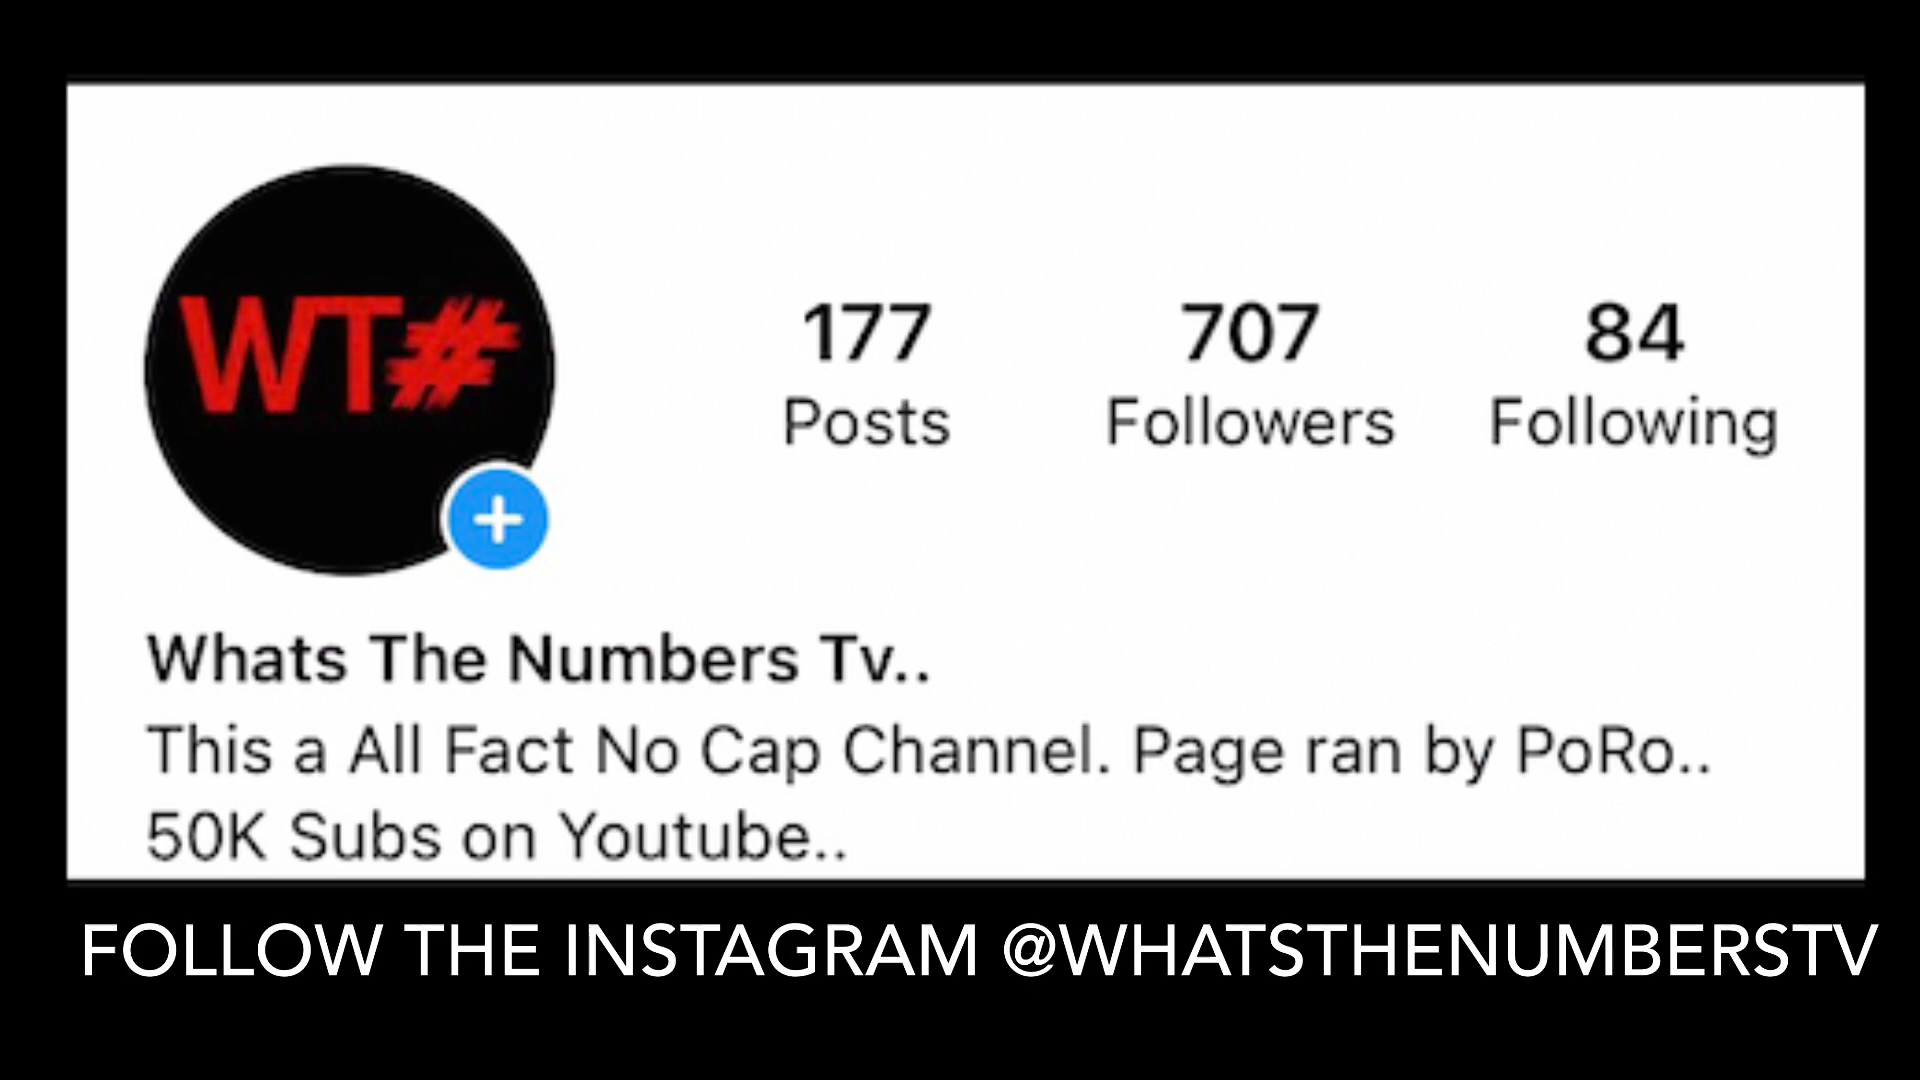 WT#
177 707 84
Posts Followers Following
Whats The Numbers Tv..
This a All Fact No Cap Channel. Page ran by PoRo..
50K Subs on Youtube..
FOLLOW THE INSTAGRAM @WHATSTHENUMBERSTV